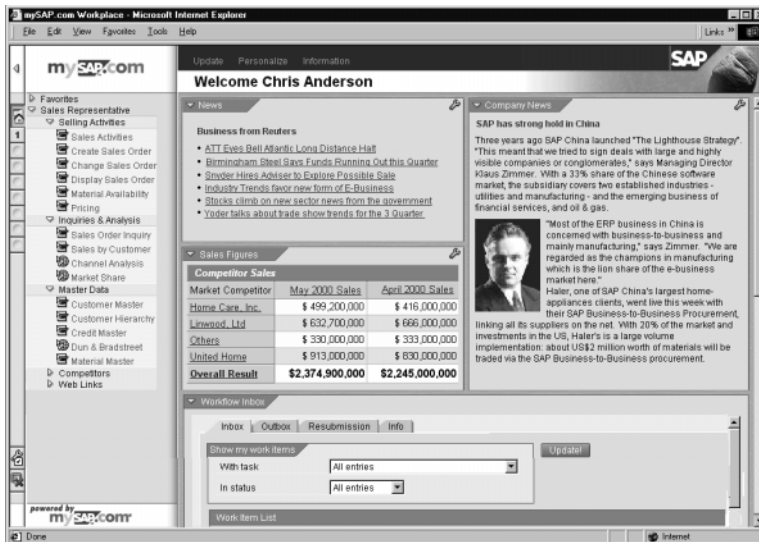 mySAP.com Workplace - Microsoft Internet Explorer
File Edit View Favorites Tools Help
Links »
mySAP.com
Update Personalize Information
SAP
Welcome Chris Anderson
Favorites
Sales Representative
Selling Activities
Sales Activities
Create Sales Order
Change Sales Order
Display Sales Order
Material Availability
Pricing
Inquiries & Analysis
Sales Order Inquiry
Sales by Customer
Channel Analysis
Market Share
Master Data
Customer Master
Customer Hierarchy
Credit Master
Dun & Bradstreet
Material Master
Competitors
Web Links
1
powered by
mySAP.com
News
Business from Reuters
• ATT Eyes Bell Atlantic Long Distance Halt
• Birmingham Steel Says Funds Running Out this Quarter
• Snyder Hires Adviser to Explore Possible Sale
• Industry Trends favor new form of E-Business
• Stocks climb on new sector news from the government
• Yoder talks about trade show trends for the 3 Quarter
Sales Figures
Competitor Sales
Market Competitor May 2000 Sales April 2000 Sales
Home Care, Inc. $ 499,200,000 $ 416,000,000
Linwood, Ltd $ 632,700,000 $ 666,000,000
Others $ 330,000,000 $ 333,000,000
United Home $ 913,000,000 $ 830,000,000
Overall Result $2,374,900,000 $2,245,000,000
Company News
SAP has strong hold in China
Three years ago SAP China launched "The Lighthouse Strategy".
"This meant that we tried to sign deals with large and highly
visible companies or conglomerates," says Managing Director
Klaus Zimmer. With a 33% share of the Chinese software
market, the subsidiary covers two established industries -
utilities and manufacturing - and the emerging business of
financial services, and oil & gas.
"Most of the ERP business in China is
concerned with business-to-business and
mainly manufacturing," says Zimmer. "We are
regarded as the champions in manufacturing
which is the lion share of the e-business
market here."
Haler, one of SAP China's largest home-
appliances clients, went live this week with
their SAP Business-to-Business Procurement,
linking all its suppliers on the net. With 20% of the market and
investments in the US, Haler's is a large volume
implementation: about US$2 million worth of materials will be
traded via the SAP Business-to-Business procurement.
Workflow Inbox
Inbox Outbox Resubmission Info
Show my work items
Update!
With task All entries
In status All entries
Work Item List
Done
Internet